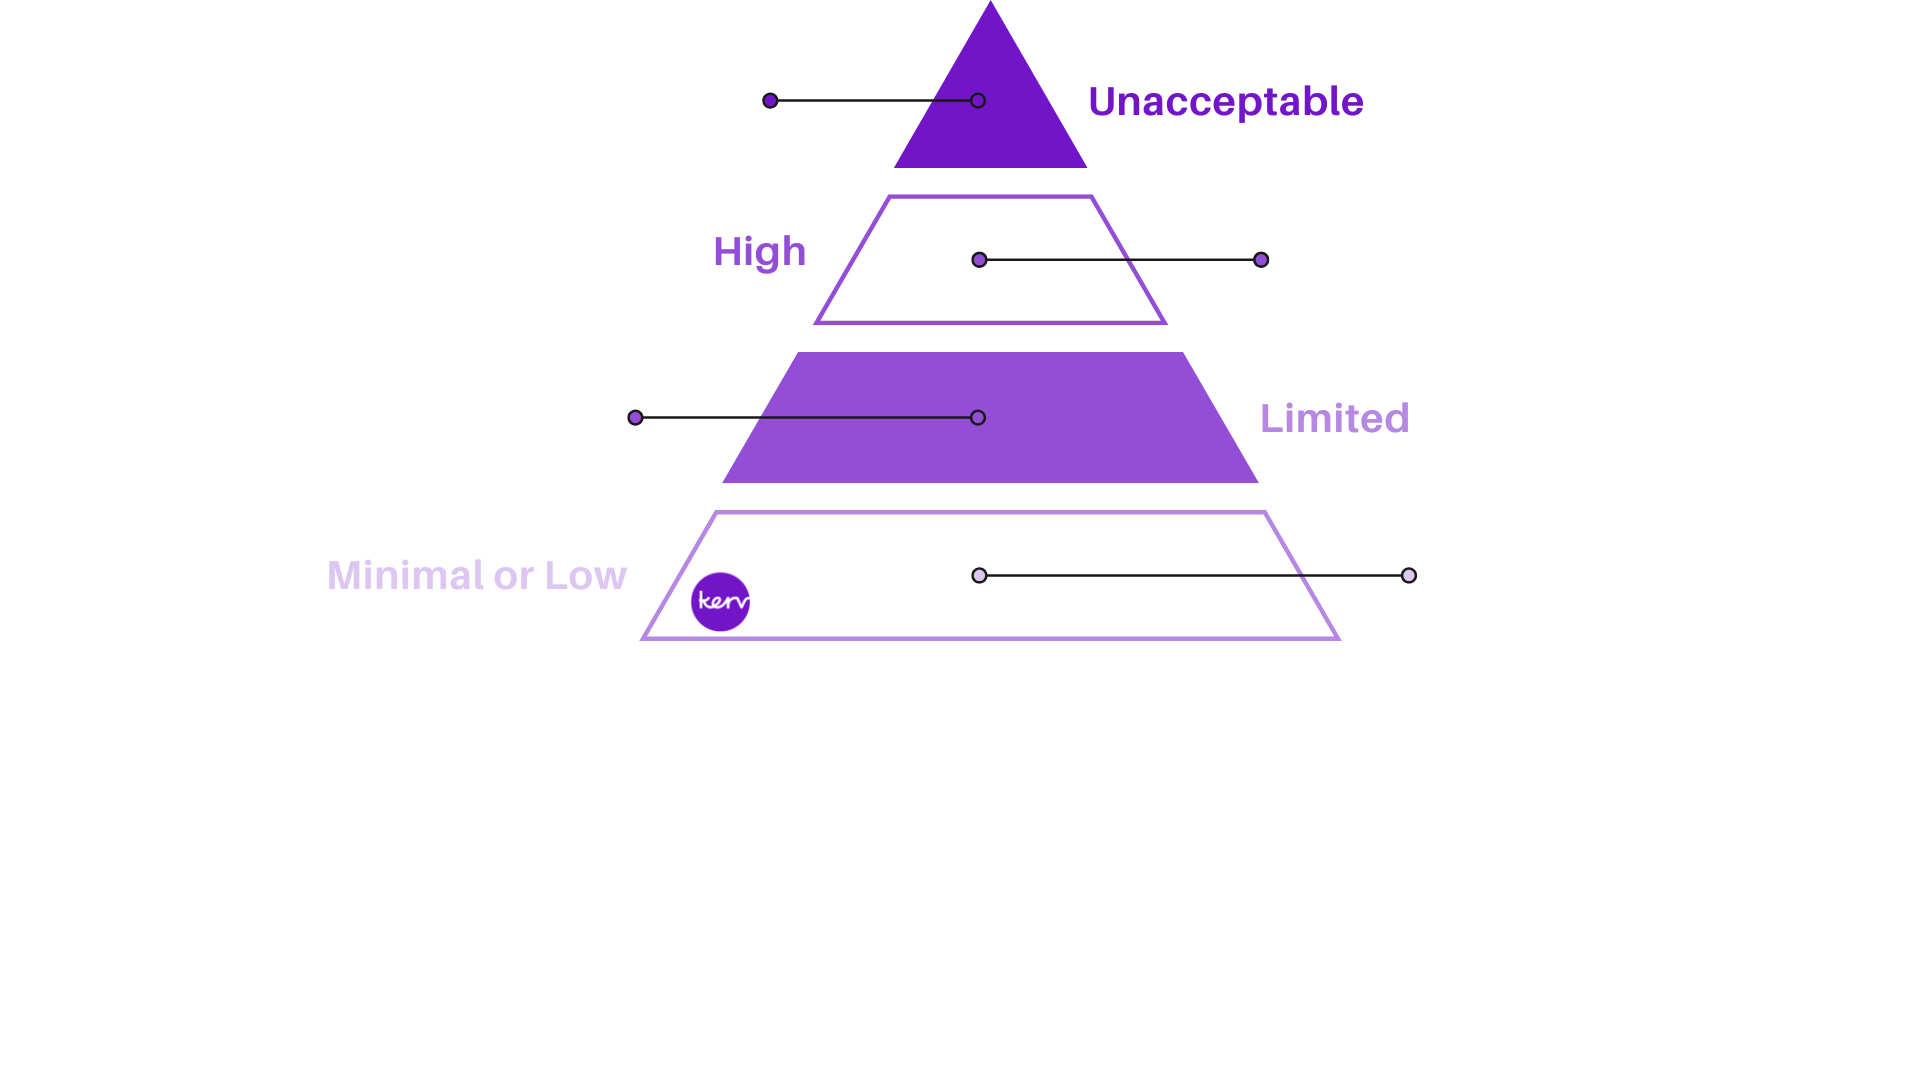 Unacceptable
High
Limited
Minimal or Low
kerv